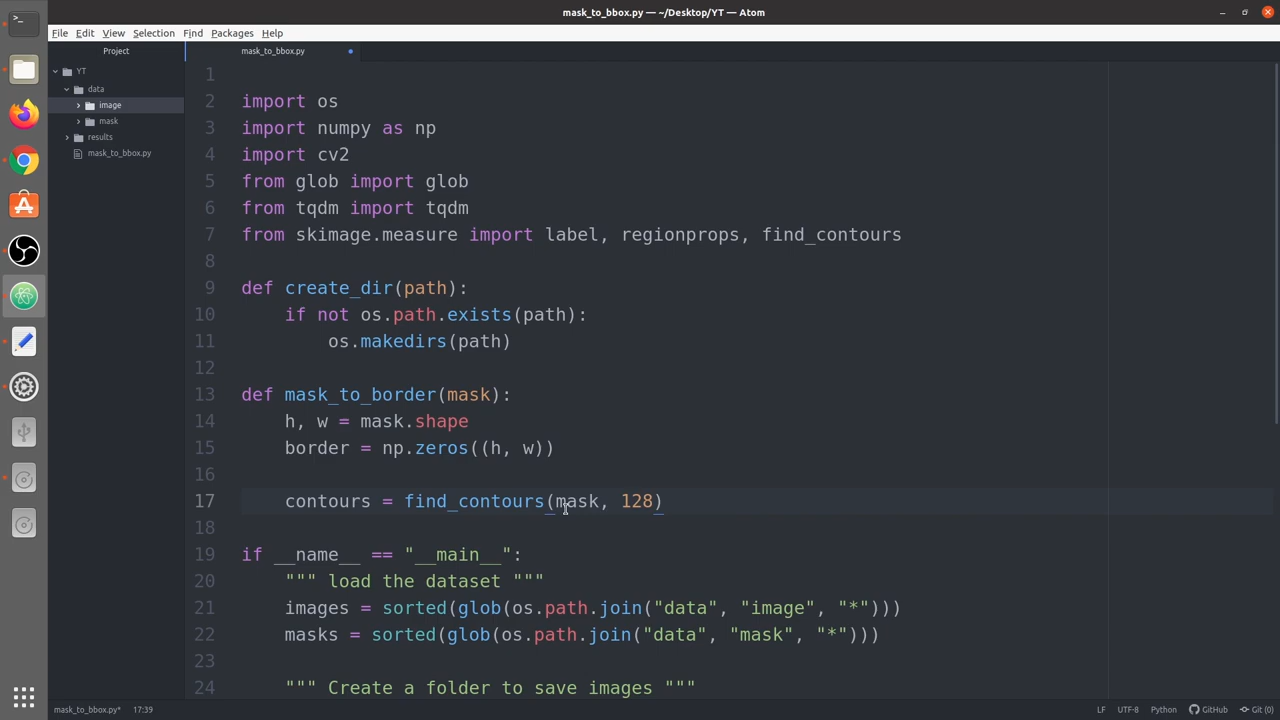 mask_to_bbox.py — ~/Desktop/YT — Atom
File Edit View Selection Find Packages Help
Project
mask_to_bbox.py
YT
data
image
mask
results
mask_to_bbox.py
1
2 import os
3 import numpy as np
4 import cv2
5 from glob import glob
6 from tqdm import tqdm
7 from skimage.measure import label, regionprops, find_contours
8
9 def create_dir(path):
10 if not os.path.exists(path):
11 os.makedirs(path)
12
13 def mask_to_border(mask):
14 h, w = mask.shape
15 border = np.zeros((h, w))
16
17 contours = find_contours(mask, 128)
18
19 if __name__ == "__main__":
20 """ load the dataset """
21 images = sorted(glob(os.path.join("data", "image", "*")))
22 masks = sorted(glob(os.path.join("data", "mask", "*")))
23
24 """ Create a folder to save images """
mask_to_bbox.py* 17:39 LF UTF-8 Python GitHub Git (0)